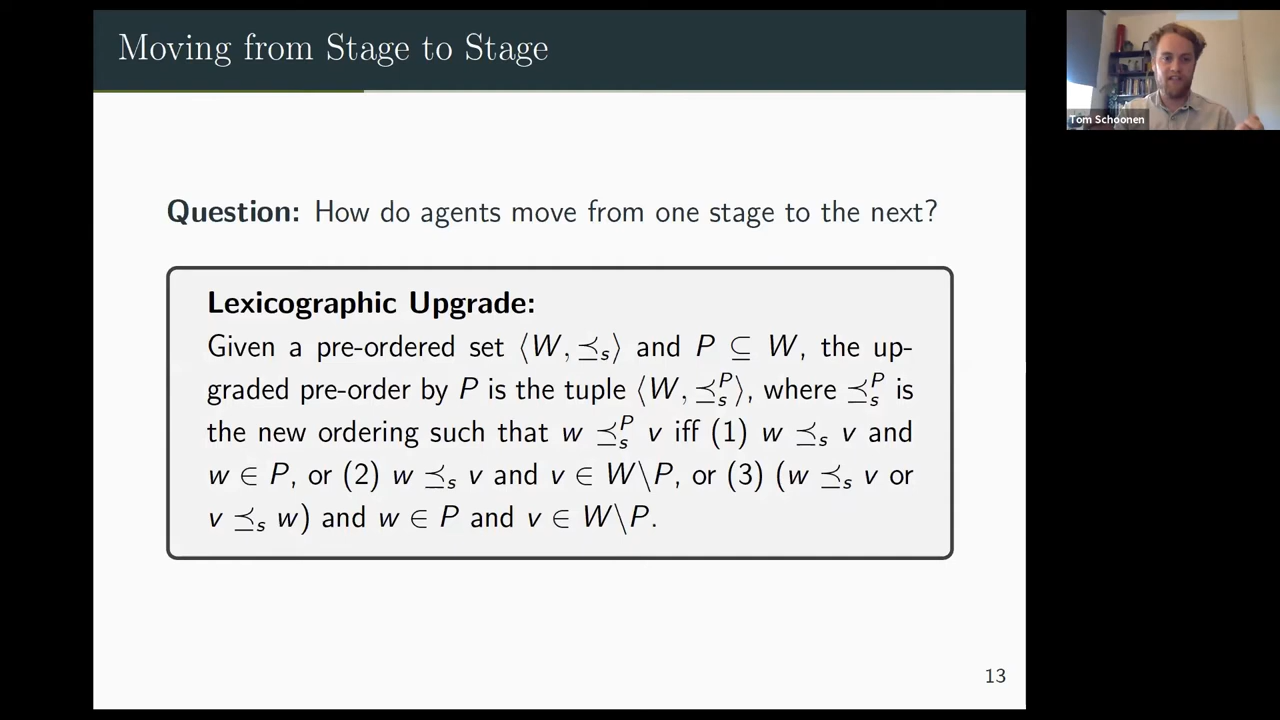 Moving from Stage to Stage
Tom Schoonen
Question: How do agents move from one stage to the next?
Lexicographic Upgrade:
Given a pre-ordered set ⟨W, ⪯ₛ⟩ and P ⊆ W, the up-
graded pre-order by P is the tuple ⟨W, ⪯ₛᴾ⟩, where ⪯ₛᴾ is
the new ordering such that w ⪯ₛᴾ v iff (1) w ⪯ₛ v and
w ∈ P, or (2) w ⪯ₛ v and v ∈ W\P, or (3) (w ⪯ₛ v or
v ⪯ₛ w) and w ∈ P and v ∈ W\P.
13